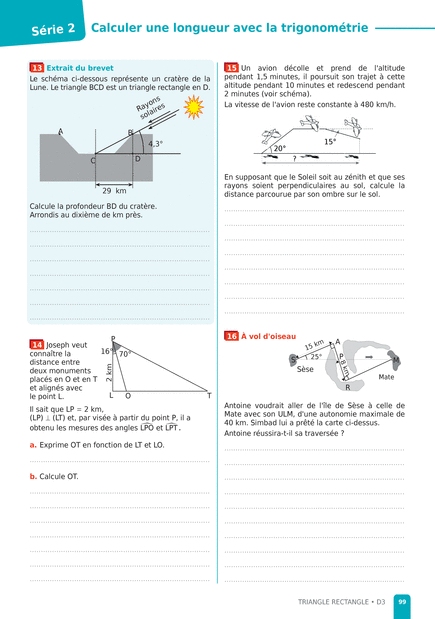 Série 2
Calculer une longueur avec la trigonométrie
13 Extrait du brevet
Le schéma ci-dessous représente un cratère de la
Lune. Le triangle BCD est un triangle rectangle en D.
Rayons
solaires
A
B
4,3°
C
D
29 km
Calcule la profondeur BD du cratère.
Arrondis au dixième de km près.
14 Joseph veut
connaître la
distance entre
deux monuments
placés en O et en T
et alignés avec
le point L.
P
16°
70°
2 km
L
O
T
Il sait que LP = 2 km,
(LP) ⊥ (LT) et, par visée à partir du point P, il a
obtenu les mesures des angles LPO et LPT.
a. Exprime OT en fonction de LT et LO.
b. Calcule OT.
15 Un avion décolle et prend de l'altitude
pendant 1,5 minutes, il poursuit son trajet à cette
altitude pendant 10 minutes et redescend pendant
2 minutes (voir schéma).
La vitesse de l'avion reste constante à 480 km/h.
20°
15°
?
En supposant que le Soleil soit au zénith et que ses
rayons soient perpendiculaires au sol, calcule la
distance parcourue par son ombre sur le sol.
16 À vol d'oiseau
15 km
A
S
25°
P
8 km
M
Sèse
Mate
R
Antoine voudrait aller de l'île de Sèse à celle de
Mate avec son ULM, d'une autonomie maximale de
40 km. Simbad lui a prêté la carte ci-dessus.
Antoine réussira-t-il sa traversée ?
TRIANGLE RECTANGLE • D3
99